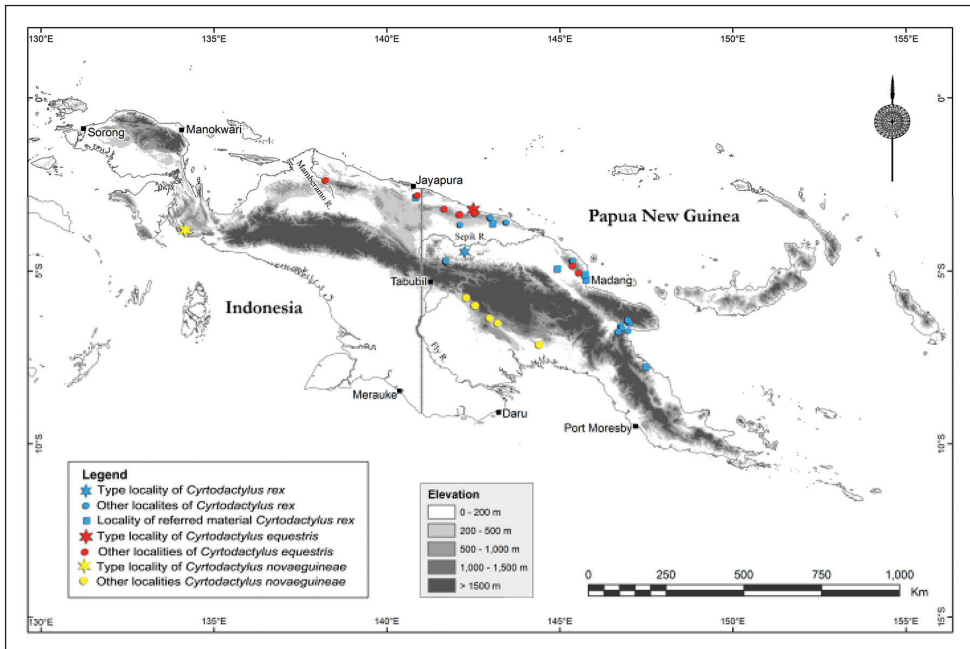 130°E 135°E 140°E 145°E 150°E 155°E
0°
0°
Sorong
Manokwari
Mamberamo R.
Jayapura
Papua New Guinea
Sepik R.
5°S
5°S
Madang
Tabubil
Indonesia
Fly R.
Merauke
Daru
Port Moresby
10°S
10°S
Legend
Type locality of Cyrtodactylus rex
Other localites of Cyrtodactylus rex
Locality of referred material Cyrtodactylus rex
Type locality of Cyrtodactylus equestris
Other localities of Cyrtodactylus equestris
Type locality of Cyrtodactylus novaeguineae
Other localities Cyrtodactylus novaeguineae
Elevation
0 - 200 m
200 - 500 m
500 - 1,000 m
1,000 - 1,500 m
> 1500 m
0 250 500 750 1,000
Km
15°S
130°E 135°E 140°E 145°E 150°E 155°E